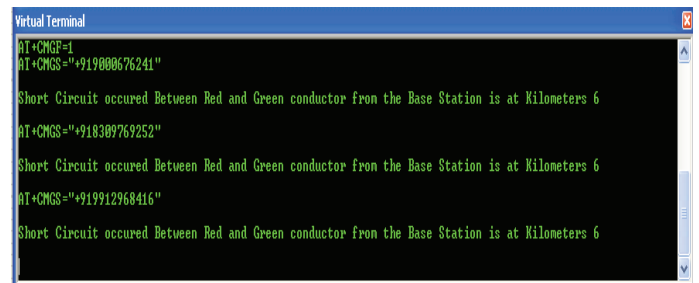 Virtual Terminal
AT+CMGF=1
AT+CMGS="+919000676241"
Short Circuit occured Between Red and Green conductor from the Base Station is at Kilometers 6
AT+CMGS="+918309769252"
Short Circuit occured Between Red and Green conductor from the Base Station is at Kilometers 6
AT+CMGS="+919912968416"
Short Circuit occured Between Red and Green conductor from the Base Station is at Kilometers 6